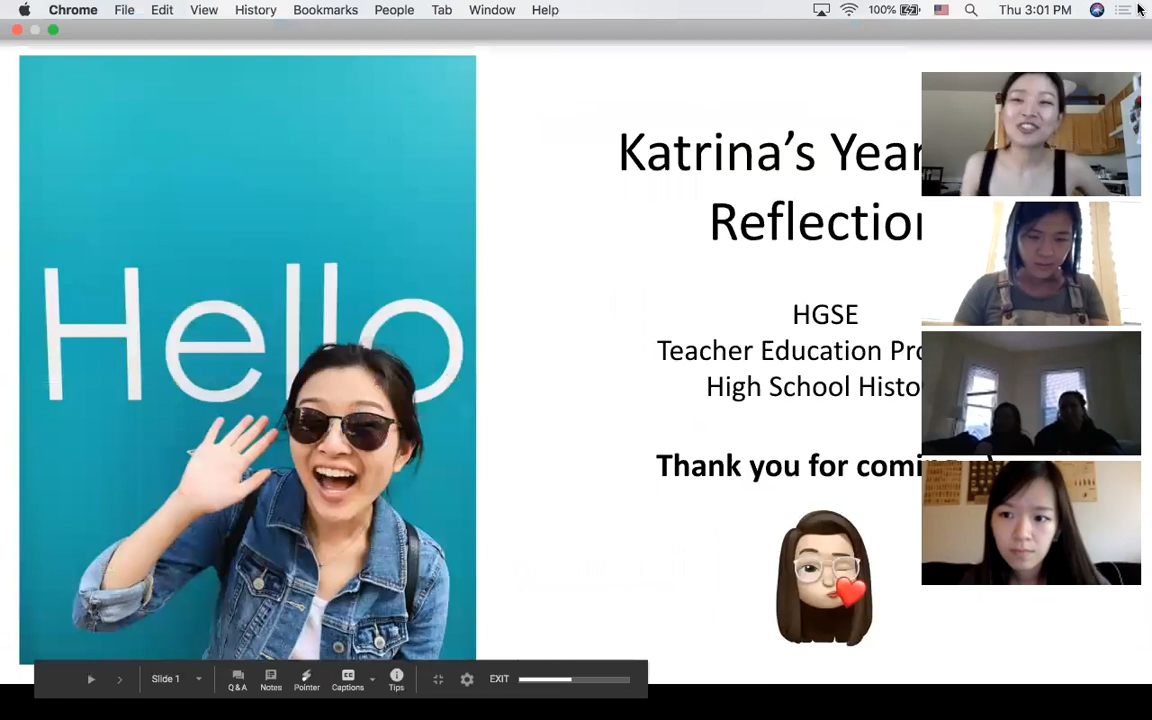 Chrome File Edit View History Bookmarks People Tab Window Help 100% Thu 3:01 PM
Hello
Katrina’s Year
Reflection
HGSE
Teacher Education Pro
High School Histo
Thank you for comi
Slide 1 Q&A Notes Pointer Captions Tips EXIT